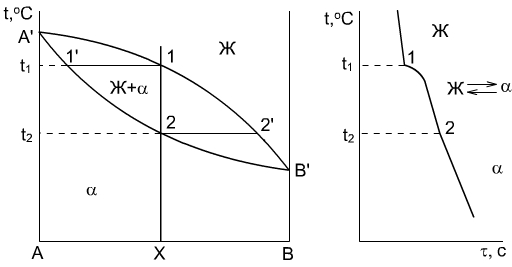 t,°C
A'
t₁
1'
1
Ж
Ж+α
t₂
2
2'
B'
α
A
X
B
t,°C
Ж
t₁
1
Ж ⇄ α
t₂
2
α
τ, с